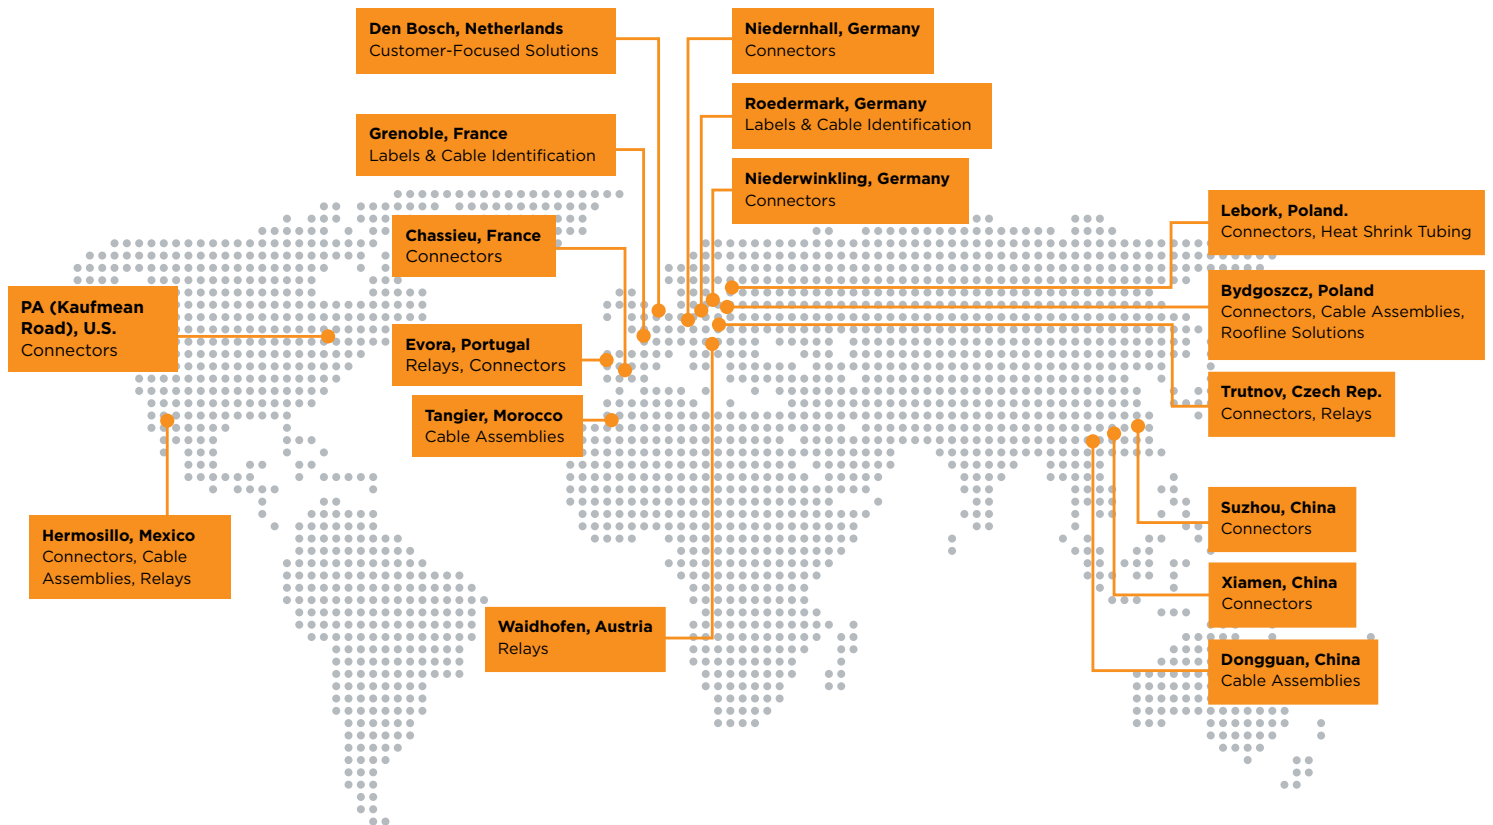 Den Bosch, Netherlands
Customer-Focused Solutions
Niedernhall, Germany
Connectors
Roedermark, Germany
Labels & Cable Identification
Grenoble, France
Labels & Cable Identification
Niederwinkling, Germany
Connectors
Chassieu, France
Connectors
Lebork, Poland.
Connectors, Heat Shrink Tubing
PA (Kaufmean
Road), U.S.
Connectors
Bydgoszcz, Poland
Connectors, Cable Assemblies,
Roofline Solutions
Evora, Portugal
Relays, Connectors
Trutnov, Czech Rep.
Connectors, Relays
Tangier, Morocco
Cable Assemblies
Suzhou, China
Connectors
Hermosillo, Mexico
Connectors, Cable
Assemblies, Relays
Xiamen, China
Connectors
Waidhofen, Austria
Relays
Dongguan, China
Cable Assemblies